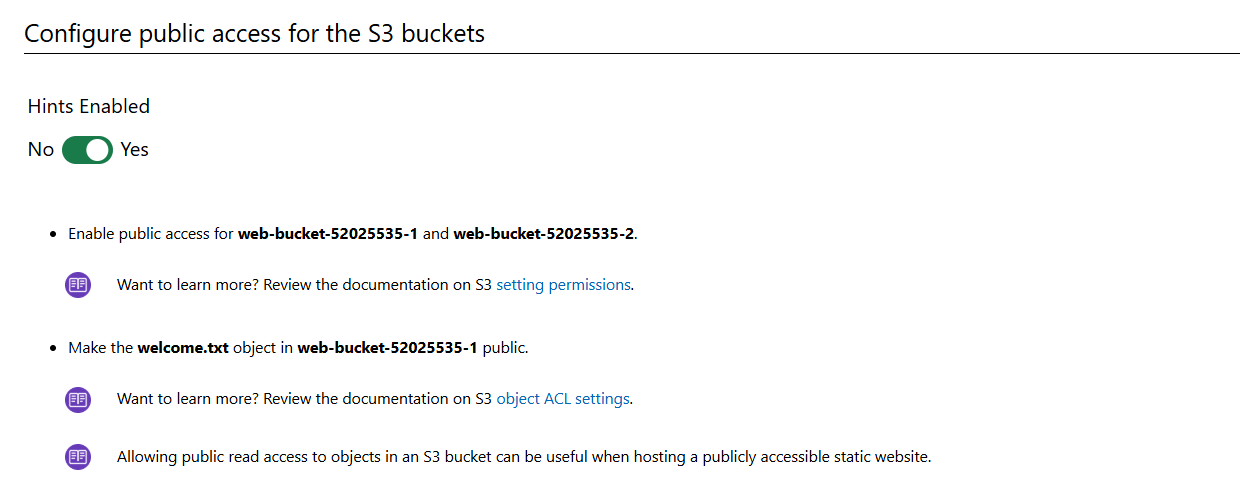 Configure public access for the S3 buckets
Hints Enabled
No Yes
• Enable public access for web-bucket-52025535-1 and web-bucket-52025535-2.
Want to learn more? Review the documentation on S3 setting permissions.
• Make the welcome.txt object in web-bucket-52025535-1 public.
Want to learn more? Review the documentation on S3 object ACL settings.
Allowing public read access to objects in an S3 bucket can be useful when hosting a publicly accessible static website.